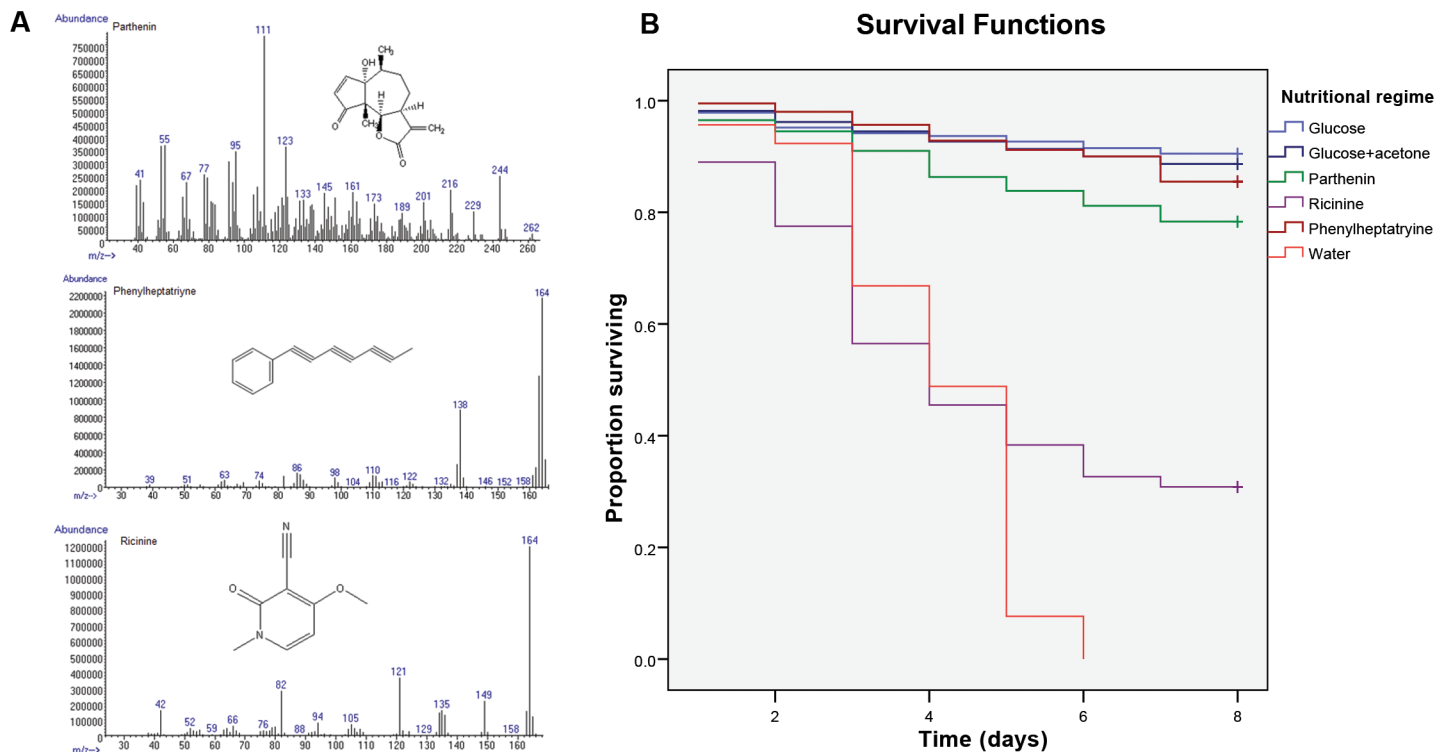 A
Abundance
Parthenin
750000
700000
650000
600000
550000
500000
450000
400000
350000
300000
250000
200000
150000
100000
50000
0
111
55
123
95
77
67
41
133
145
161
173
189
201
216
229
244
262
OH
CH3
H
H
CH3
CH2
O
O
O
40 60 80 100 120 140 160 180 200 220 240 260
m/z-->
Abundance
Phenylheptatriyne
2200000
2000000
1800000
1600000
1400000
1200000
1000000
800000
600000
400000
200000
0
164
138
39
51
63
74
86
98
104
110
116
122
132
146
152
158
30 40 50 60 70 80 90 100 110 120 130 140 150 160
m/z-->
Abundance
Ricinine
1200000
1100000
1000000
900000
800000
700000
600000
500000
400000
300000
200000
100000
0
164
121
82
149
135
42
52
59
66
76
88
94
105
129
158
N
O
O
N
30 40 50 60 70 80 90 100 110 120 130 140 150 160
m/z-->
B
Survival Functions
Proportion surviving
1.0
0.8
0.6
0.4
0.2
0.0
2 4 6 8
Time (days)
Nutritional regime
Glucose
Glucose+acetone
Parthenin
Ricinine
Phenylheptatryine
Water